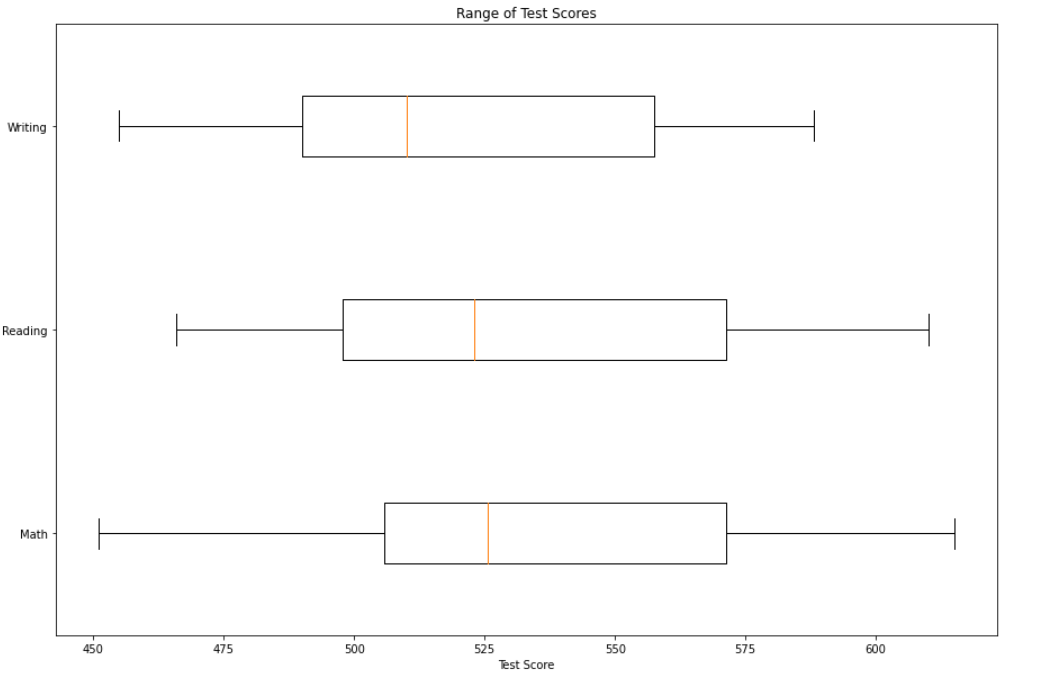 Range of Test Scores
Writing
Reading
Math
450 475 500 525 550 575 600
Test Score